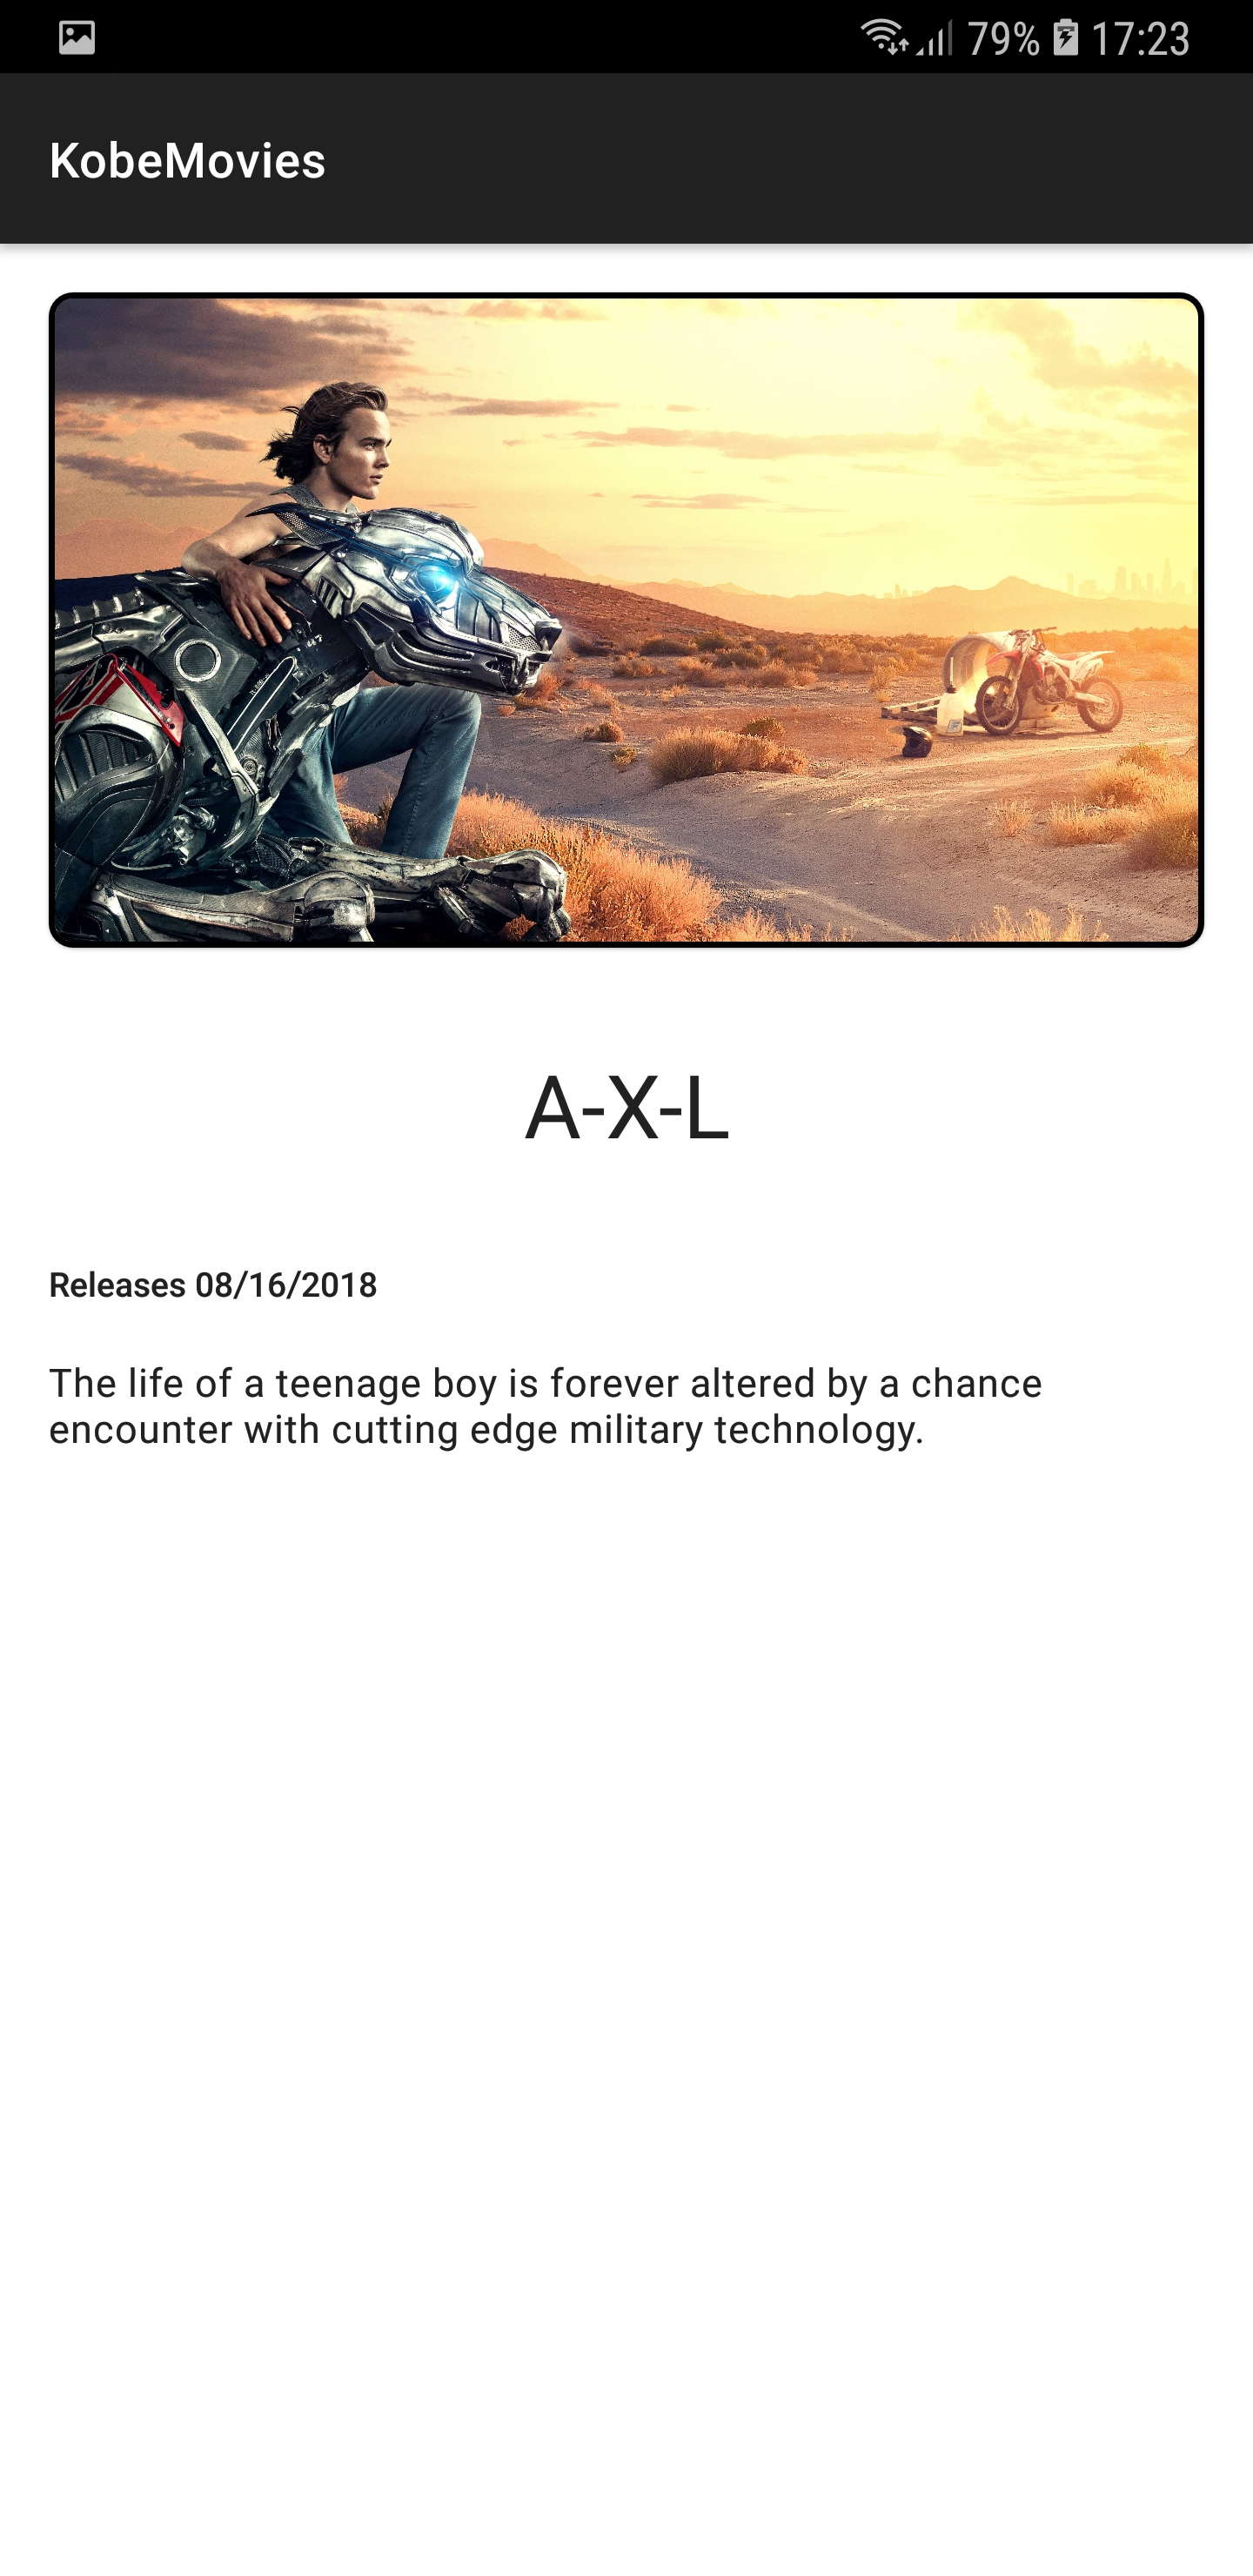 79% 17:23
KobeMovies
A-X-L
Releases 08/16/2018
The life of a teenage boy is forever altered by a chance
encounter with cutting edge military technology.